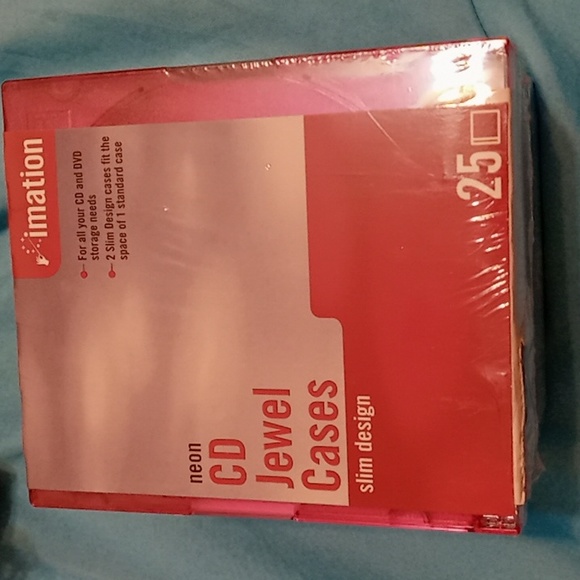 imation
For all your CD and DVD
storage needs
2 Slim Design cases fit the
space of 1 standard case
25
neon
CD
Jewel
Cases
slim design